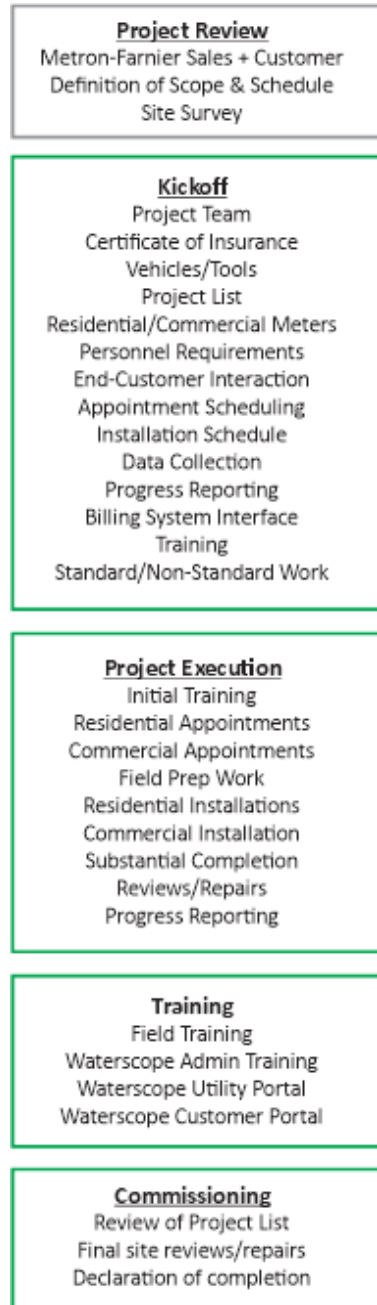 Project Review
Metron-Farnier Sales + Customer
Definition of Scope & Schedule
Site Survey
Kickoff
Project Team
Certificate of Insurance
Vehicles/Tools
Project List
Residential/Commercial Meters
Personnel Requirements
End-Customer Interaction
Appointment Scheduling
Installation Schedule
Data Collection
Progress Reporting
Billing System Interface
Training
Standard/Non-Standard Work
Project Execution
Initial Training
Residential Appointments
Commercial Appointments
Field Prep Work
Residential Installations
Commercial Installation
Substantial Completion
Reviews/Repairs
Progress Reporting
Training
Field Training
Waterscope Admin Training
Waterscope Utility Portal
Waterscope Customer Portal
Commissioning
Review of Project List
Final site reviews/repairs
Declaration of completion